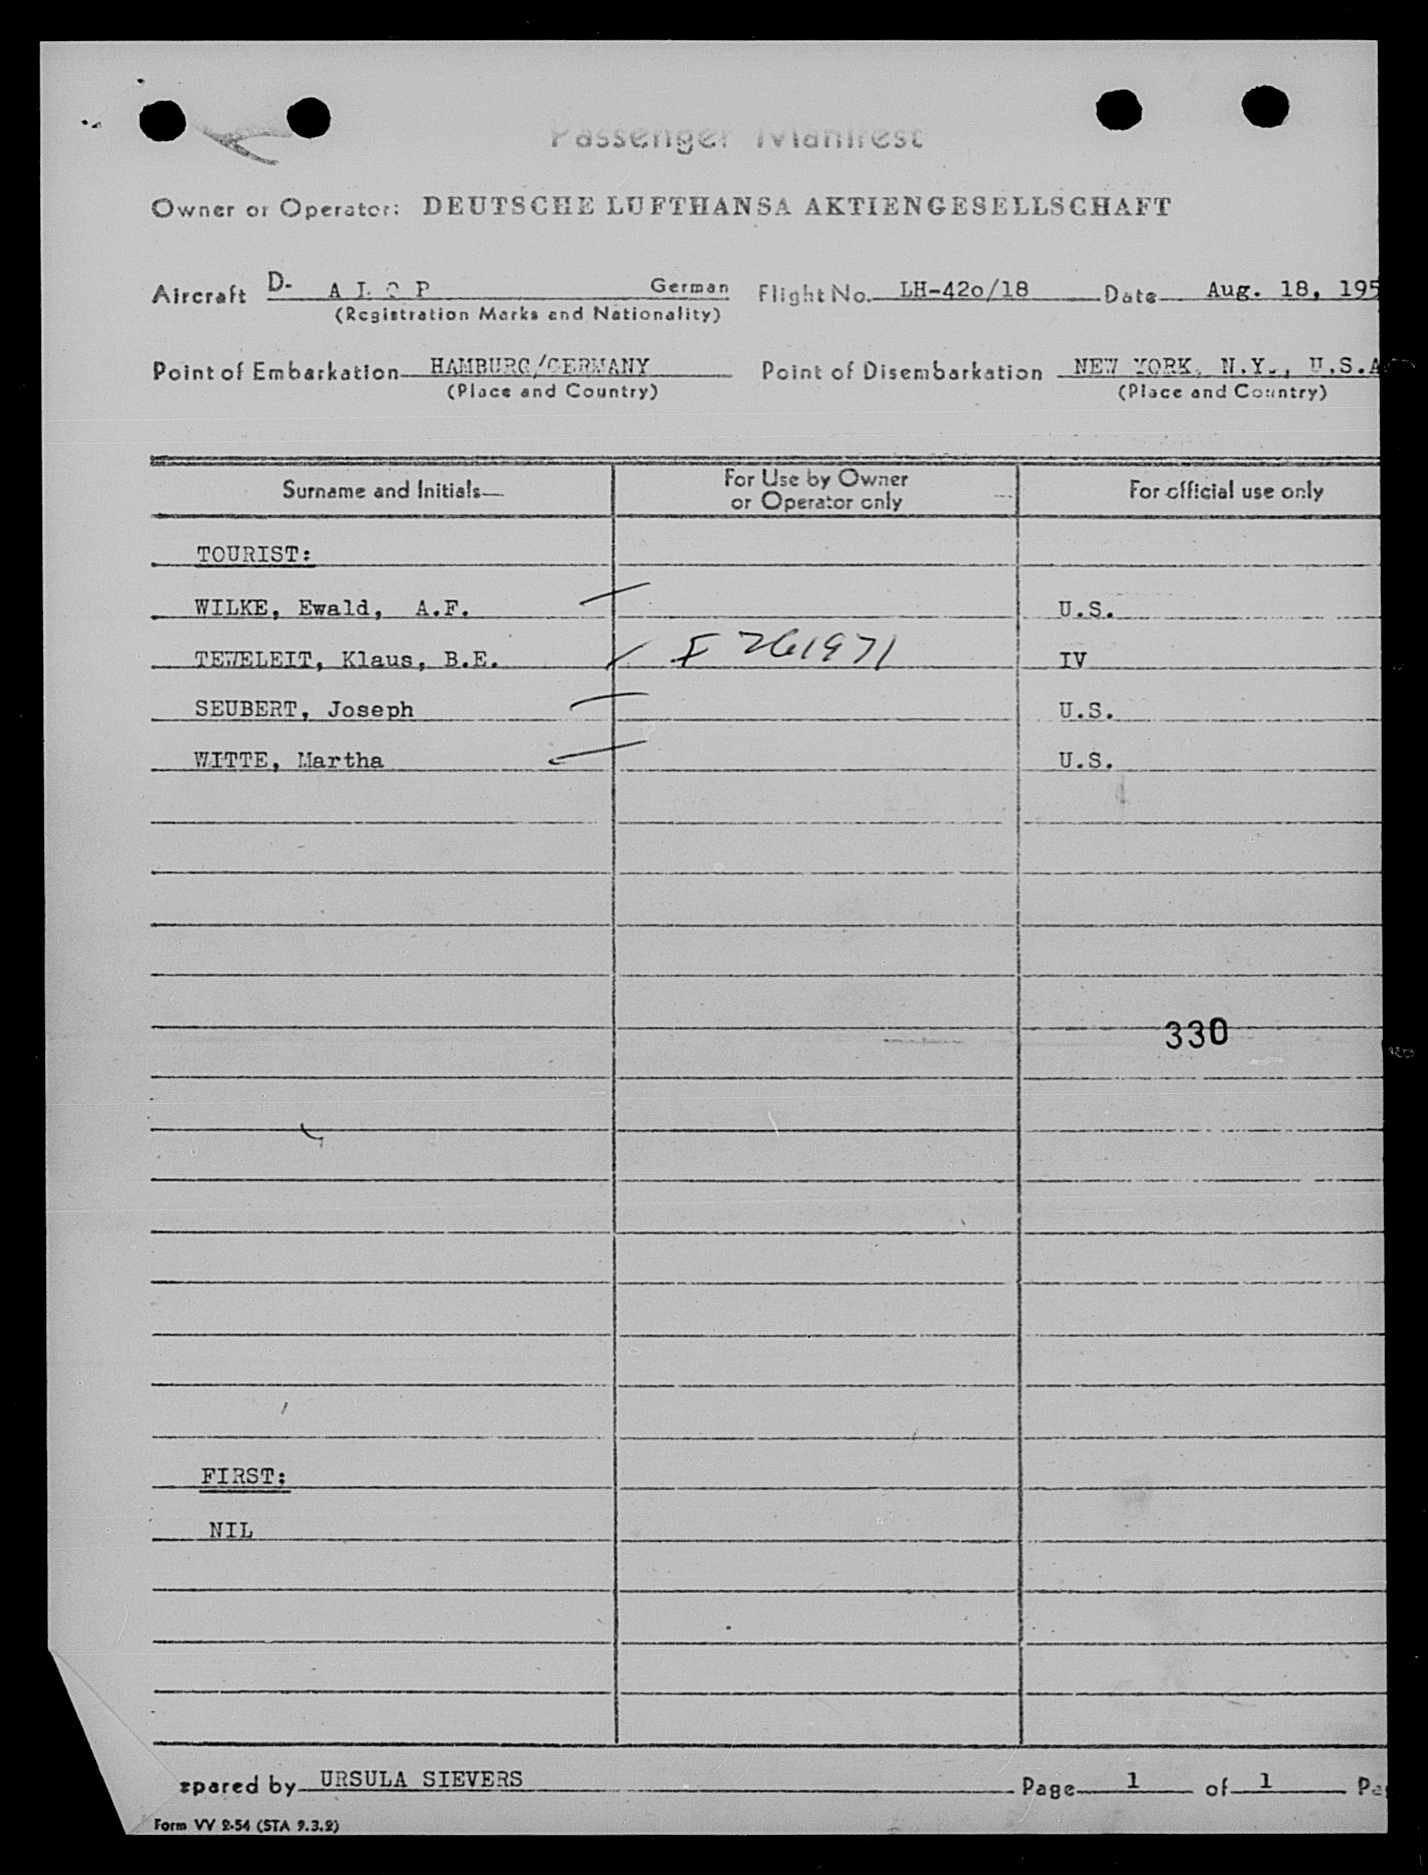 Passenger Manifest
Owner or Operator: DEUTSCHE LUFTHANSA AKTIENGESELLSCHAFT
Aircraft D- German Flight No. LH-42o/18 Date Aug. 18, 195
(Registration Marks and Nationality)
Point of Embarkation HAMBURG/GERMANY Point of Disembarkation NEW YORK, N.Y., U.S.A
(Place and Country) (Place and Country)
Surname and Initials For Use by Owner or Operator only For official use only
TOURIST:
WILKE, Ewald, A.F. U.S.
TEWELEIT, Klaus, B.E. I 261971 IV
SEUBERT, Joseph U.S.
WITTE, Martha U.S.
330
FIRST:
NIL
epared by URSULA SIEVERS Page 1 of 1 Pa
Form VV 2-54 (STA 9.3.2)